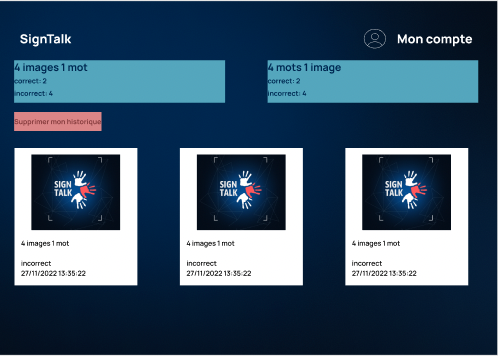 SignTalk
Mon compte
4 images 1 mot
correct: 2
incorrect: 4
4 mots 1 image
correct: 2
incorrect: 4
Supprimer mon historique
SIGN
TALK
4 images 1 mot
incorrect
27/11/2022 13:35:22
SIGN
TALK
4 images 1 mot
incorrect
27/11/2022 13:35:22
SIGN
TALK
4 images 1 mot
incorrect
27/11/2022 13:35:22